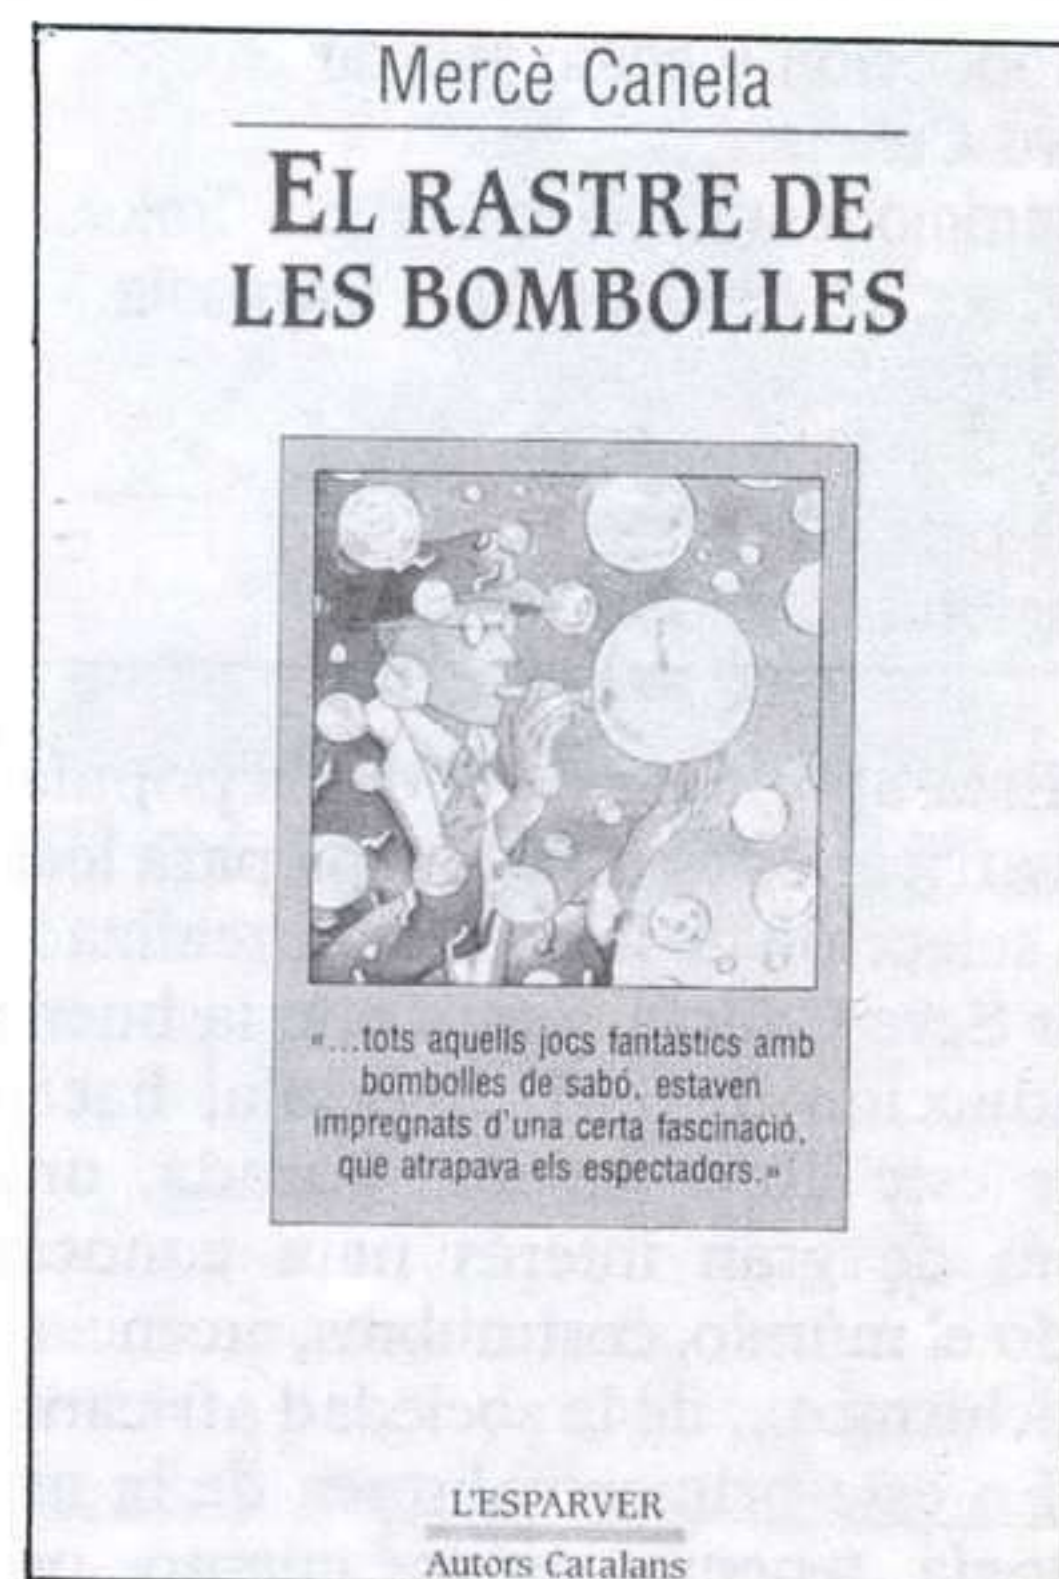 Mercè Canela
EL RASTRE DE
LES BOMBOLLES
«...tots aquells jocs fantàstics amb
bombolles de sabó, estaven
impregnats d'una certa fascinació,
que atrapava els espectadors.»
L'ESPARVER
Autors Catalans